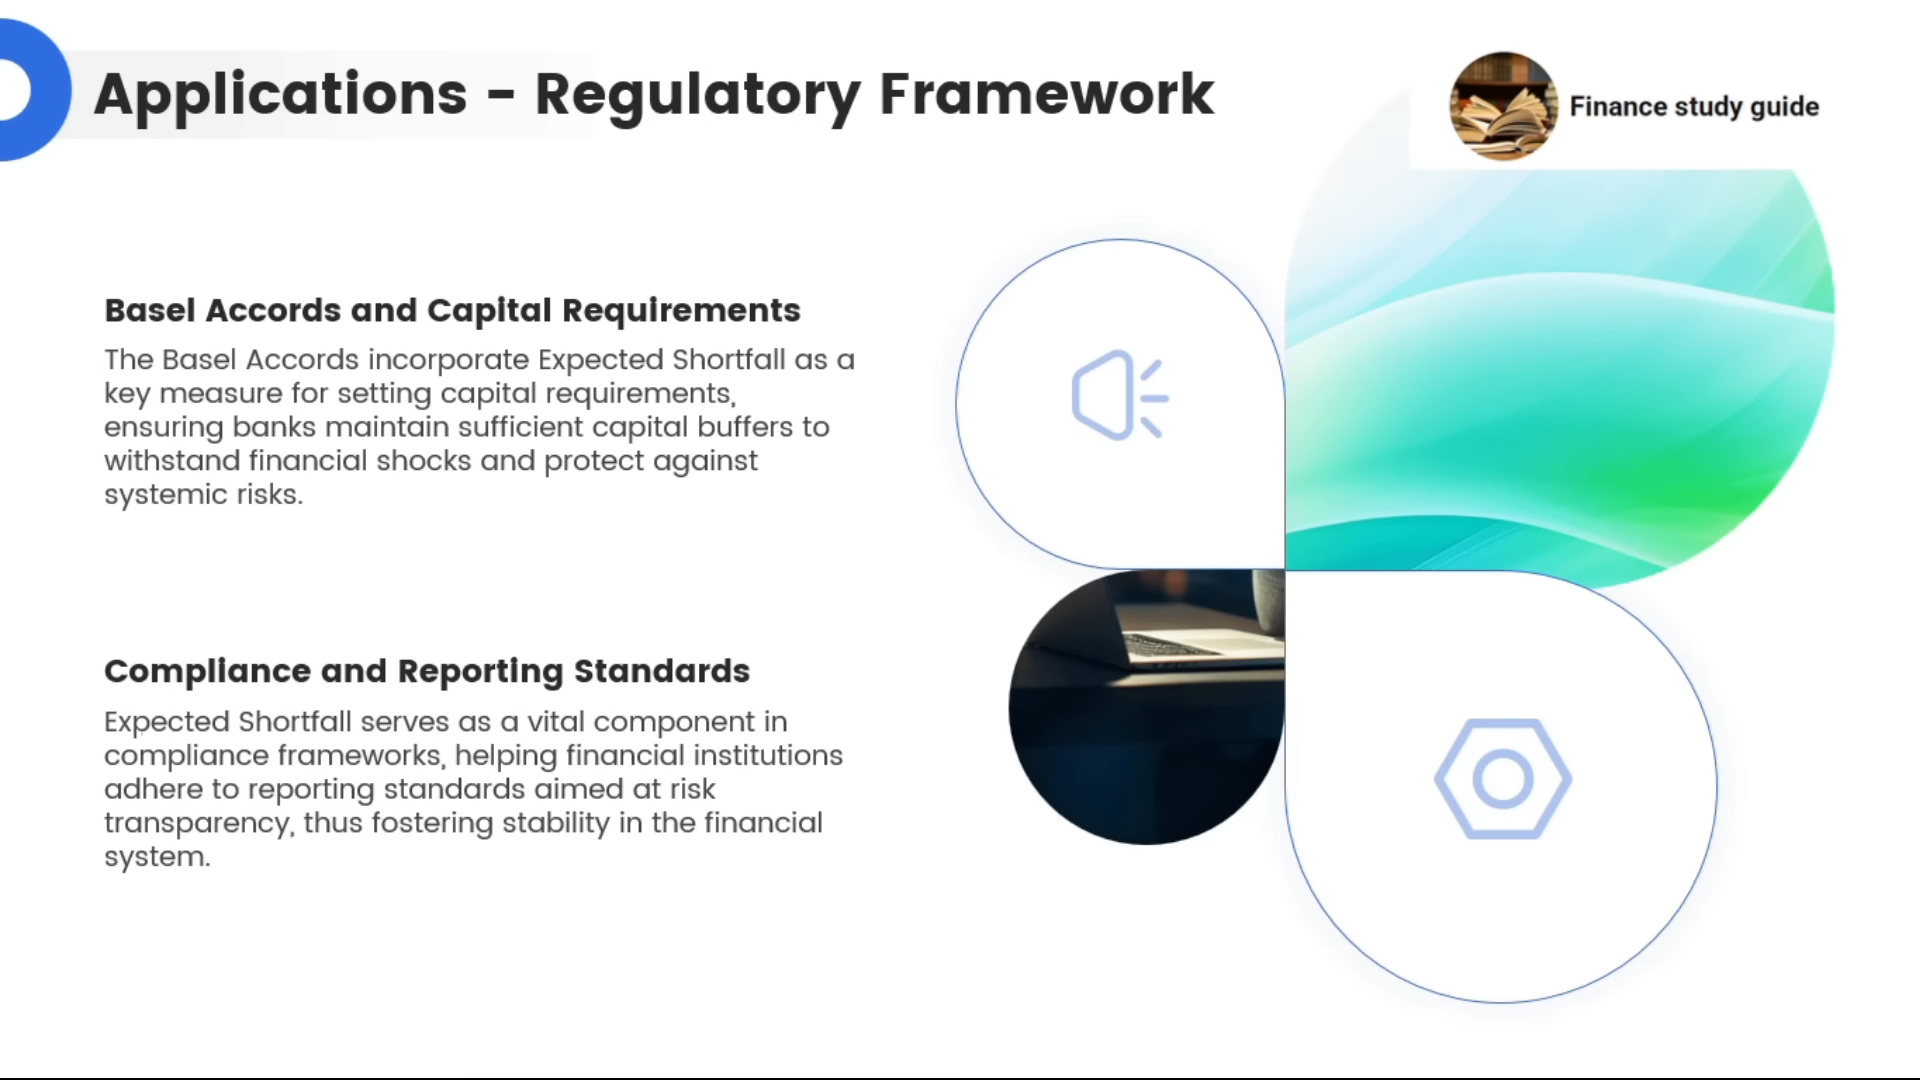 Applications - Regulatory Framework
Finance study guide
Basel Accords and Capital Requirements
The Basel Accords incorporate Expected Shortfall as a
key measure for setting capital requirements,
ensuring banks maintain sufficient capital buffers to
withstand financial shocks and protect against
systemic risks.
Compliance and Reporting Standards
Expected Shortfall serves as a vital component in
compliance frameworks, helping financial institutions
adhere to reporting standards aimed at risk
transparency, thus fostering stability in the financial
system.